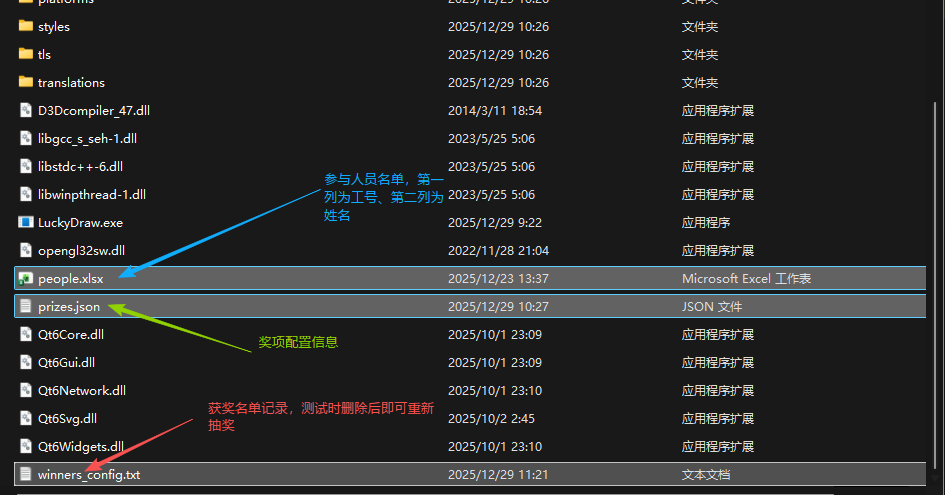 platforms 2025/12/29 10:26 文件夹
styles 2025/12/29 10:26 文件夹
tls 2025/12/29 10:26 文件夹
translations 2025/12/29 10:26 文件夹
D3Dcompiler_47.dll 2014/3/11 18:54 应用程序扩展
libgcc_s_seh-1.dll 2023/5/25 5:06 应用程序扩展
libstdc++-6.dll 2023/5/25 5:06 应用程序扩展
参与人员名单，第一
列为工号、第二列为
姓名
libwinpthread-1.dll 2023/5/25 5:06 应用程序扩展
LuckyDraw.exe 2025/12/29 9:22 应用程序
opengl32sw.dll 2022/11/28 21:04 应用程序扩展
people.xlsx 2025/12/23 13:37 Microsoft Excel 工作表
prizes.json 2025/12/29 10:27 JSON 文件
Qt6Core.dll 2025/10/1 23:09 应用程序扩展
奖项配置信息
Qt6Gui.dll 2025/10/1 23:09 应用程序扩展
Qt6Network.dll 2025/10/1 23:10 应用程序扩展
获奖名单记录，测试时删除后即可重新
抽奖
Qt6Svg.dll 2025/10/2 2:45 应用程序扩展
Qt6Widgets.dll 2025/10/1 23:10 应用程序扩展
winners_config.txt 2025/12/29 11:21 文本文档